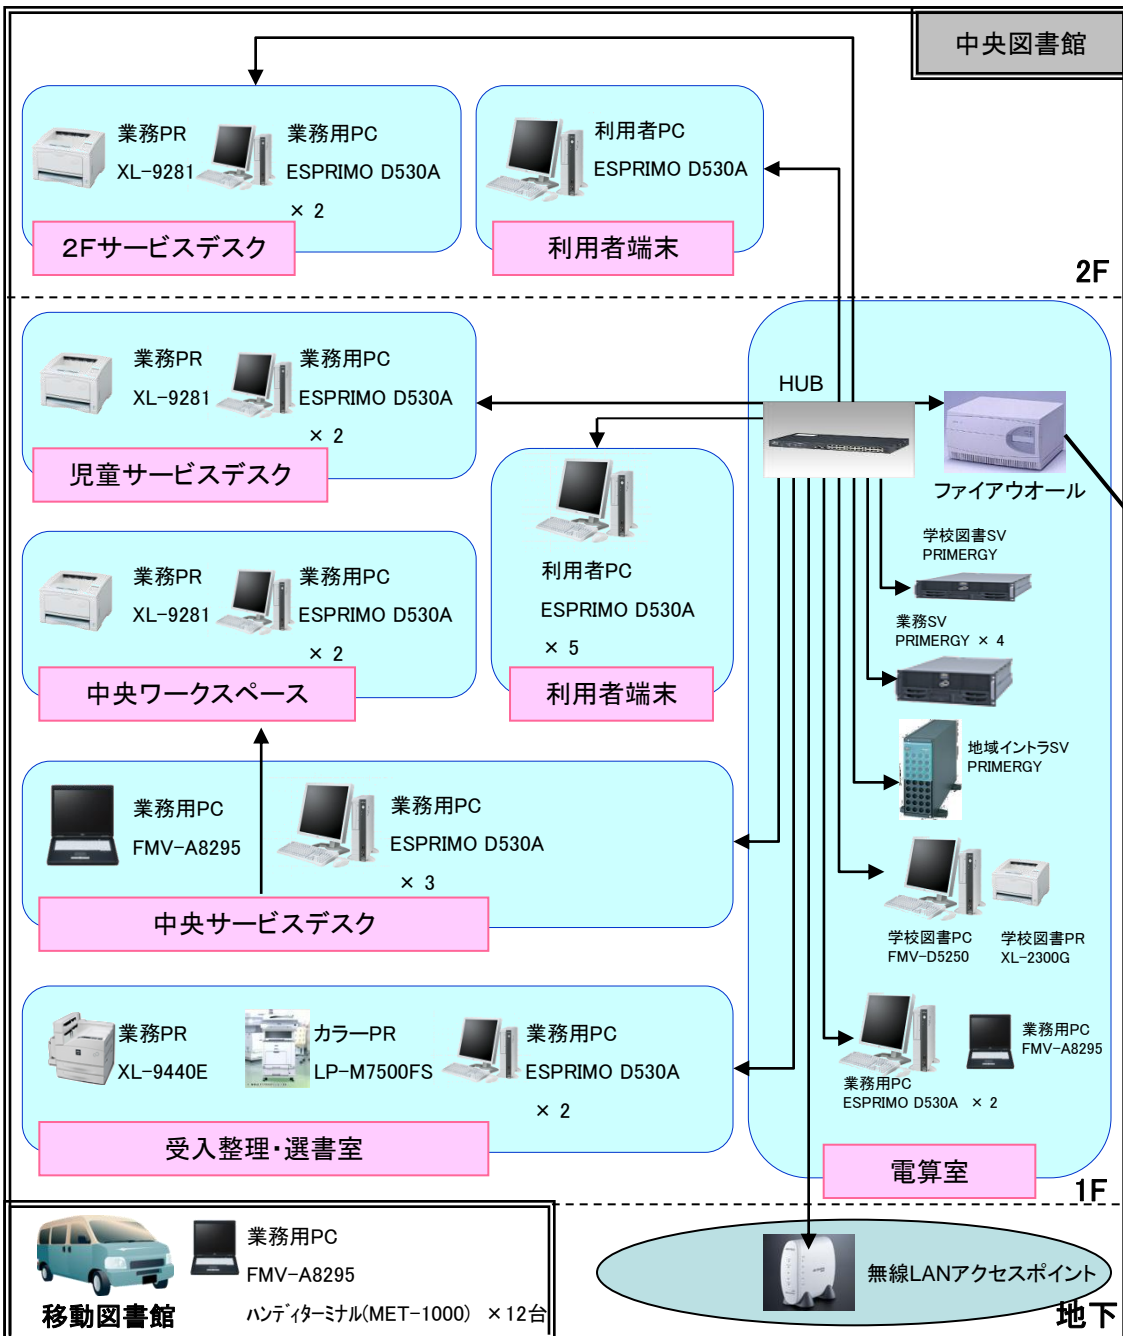 中央図書館
業務PR
XL-9281
業務用PC
ESPRIMO D530A
× 2
2Fサービスデスク
利用者PC
ESPRIMO D530A
利用者端末
2F
業務PR
XL-9281
業務用PC
ESPRIMO D530A
× 2
児童サービスデスク
HUB
ファイアウオール
業務PR
XL-9281
業務用PC
ESPRIMO D530A
× 2
中央ワークスペース
利用者PC
ESPRIMO D530A
× 5
利用者端末
学校図書SV
PRIMERGY
業務SV
PRIMERGY × 4
地域イントラSV
PRIMERGY
業務用PC
FMV-A8295
業務用PC
ESPRIMO D530A
× 3
中央サービスデスク
学校図書PC
FMV-D5250
学校図書PR
XL-2300G
業務PR
XL-9440E
カラーPR
LP-M7500FS
業務用PC
ESPRIMO D530A
× 2
受入整理・選書室
業務用PC
FMV-A8295
業務用PC
ESPRIMO D530A × 2
電算室
1F
業務用PC
FMV-A8295
ハンディターミナル(MET-1000) ×12台
移動図書館
無線LANアクセスポイント
地下